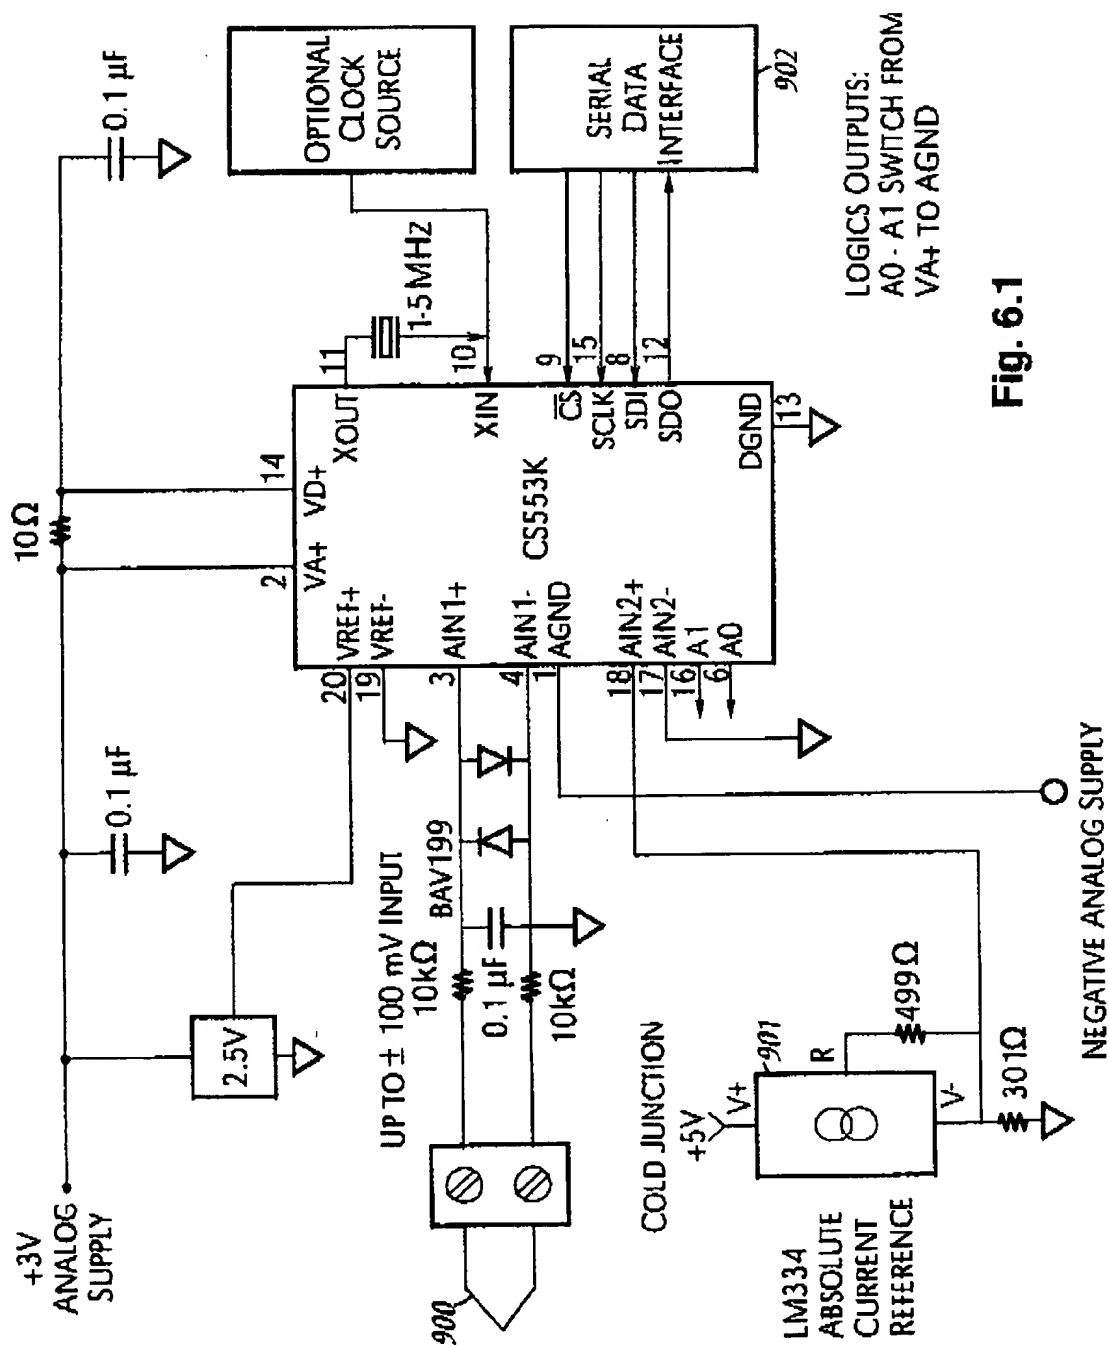 +3V
ANALOG
SUPPLY
10Ω
0.1 µF
0.1 µF
2.5V
2
14
VA+
VD+
20
VREF+
19
VREF-
3
AIN1+
4
AIN1-
1
AGND
18
AIN2+
17
AIN2-
16
A1
6
A0
CS553K
XOUT
11
XIN
10
1-5 MHZ
CS
9
SCLK
15
SDI
8
SDO
12
DGND
13
OPTIONAL
CLOCK
SOURCE
SERIAL
DATA
INTERFACE
902
UP TO ± 100 mV INPUT
10kΩ
BAV199
0.1 µF
10kΩ
900
COLD JUNCTION
+5V
V+
901
R
499Ω
V-
301Ω
LM334
ABSOLUTE
CURRENT
REFERENCE
NEGATIVE ANALOG SUPPLY
LOGICS OUTPUTS:
A0 - A1 SWITCH FROM
VA+ TO AGND
Fig. 6.1